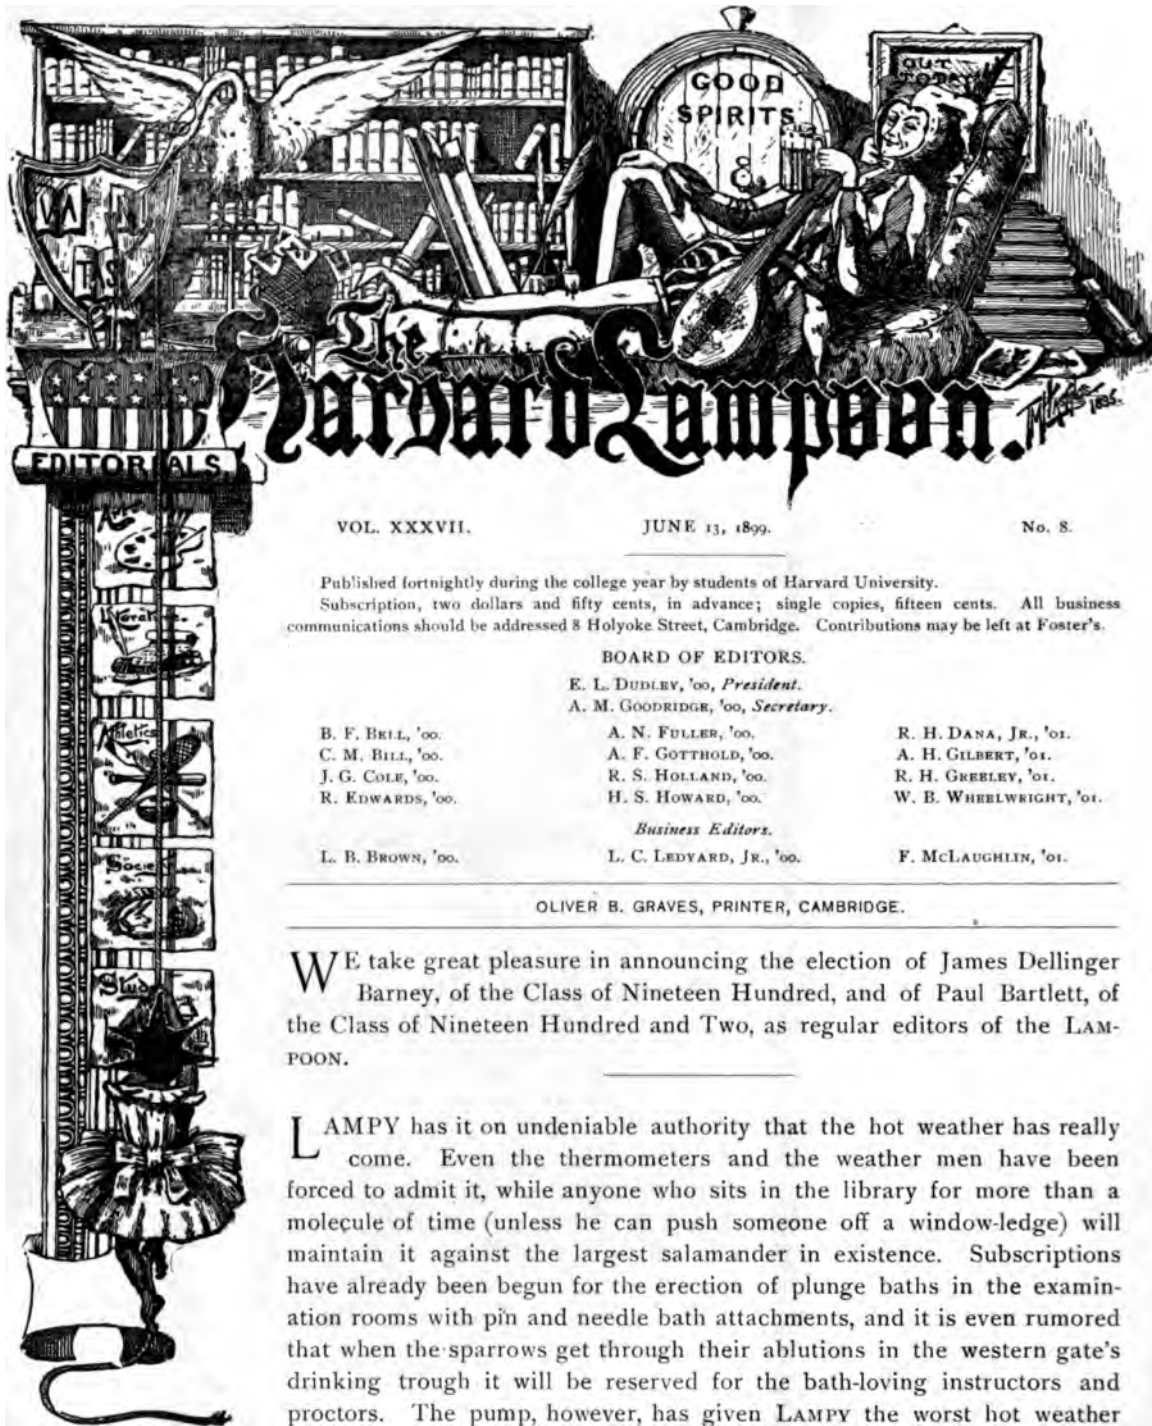 OUT
TODAY
GOOD
SPIRITS
&
VA NI
TAS
The
Harvard Lampoon.
1895.
EDITORIALS.
Art
Literature.
Athletics
Society
VOL. XXXVII. JUNE 13, 1899. No. 8.
Published fortnightly during the college year by students of Harvard University.
Subscription, two dollars and fifty cents, in advance; single copies, fifteen cents. All business
communications should be addressed 8 Holyoke Street, Cambridge. Contributions may be left at Foster's.
BOARD OF EDITORS.
E. L. DUDLEY, '00, President.
A. M. GOODRIDGE, '00, Secretary.
B. F. BELL, '00. A. N. FULLER, '00. R. H. DANA, JR., '01.
C. M. BILL, '00. A. F. GOTTHOLD, '00. A. H. GILBERT, '01.
J. G. COLE, '00. R. S. HOLLAND, '00. R. H. GREELEY, '01.
R. EDWARDS, '00. H. S. HOWARD, '00. W. B. WHEELWRIGHT, '01.
Business Editors.
L. B. BROWN, '00. L. C. LEDYARD, JR., '00. F. MCLAUGHLIN, '01.
OLIVER B. GRAVES, PRINTER, CAMBRIDGE.
WE take great pleasure in announcing the election of James Dellinger
Barney, of the Class of Nineteen Hundred, and of Paul Bartlett, of
the Class of Nineteen Hundred and Two, as regular editors of the LAM-
POON.
LAMPY has it on undeniable authority that the hot weather has really
come. Even the thermometers and the weather men have been
forced to admit it, while anyone who sits in the library for more than a
molecule of time (unless he can push someone off a window-ledge) will
maintain it against the largest salamander in existence. Subscriptions
have already been begun for the erection of plunge baths in the examin-
ation rooms with pin and needle bath attachments, and it is even rumored
that when the sparrows get through their ablutions in the western gate's
drinking trough it will be reserved for the bath-loving instructors and
proctors. The pump, however, has given LAMPY the worst hot weather